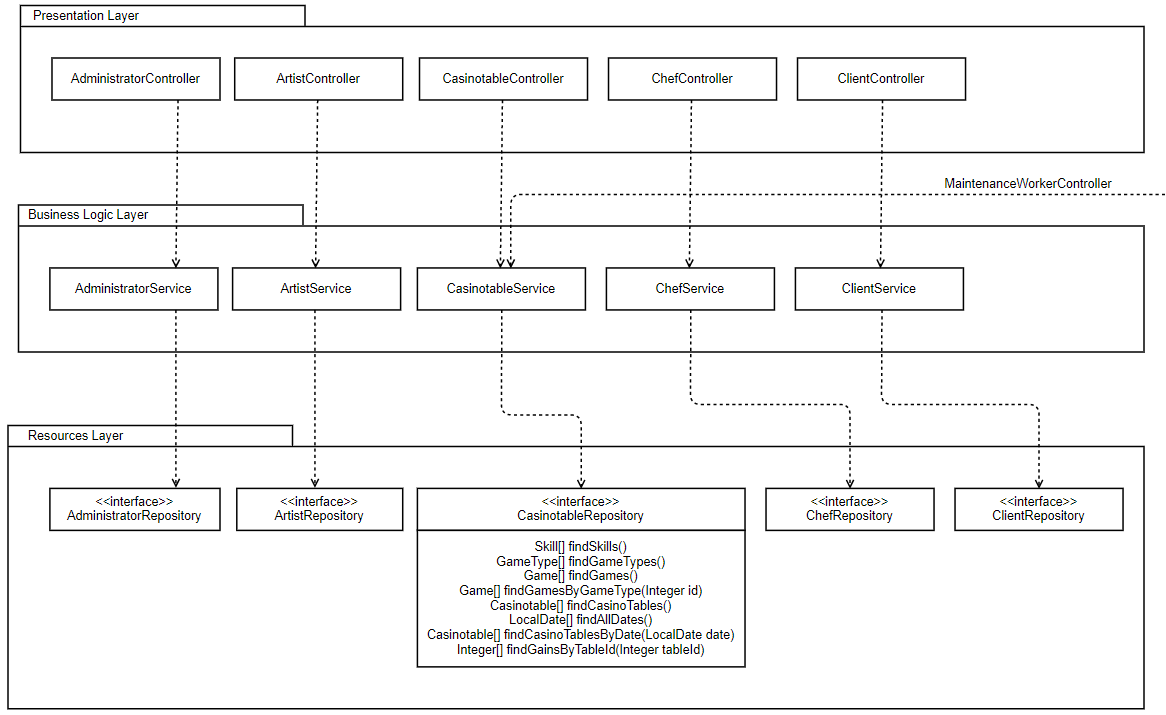 Presentation Layer
AdministratorController
ArtistController
CasinotableController
ChefController
ClientController
MaintenanceWorkerController
Business Logic Layer
AdministratorService
ArtistService
CasinotableService
ChefService
ClientService
Resources Layer
<<interface>>
AdministratorRepository
<<interface>>
ArtistRepository
<<interface>>
CasinotableRepository
Skill[] findSkills()
GameType[] findGameTypes()
Game[] findGames()
Game[] findGamesByGameType(Integer id)
Casinotable[] findCasinoTables()
LocalDate[] findAllDates()
Casinotable[] findCasinoTablesByDate(LocalDate date)
Integer[] findGainsByTableId(Integer tableId)
<<interface>>
ChefRepository
<<interface>>
ClientRepository